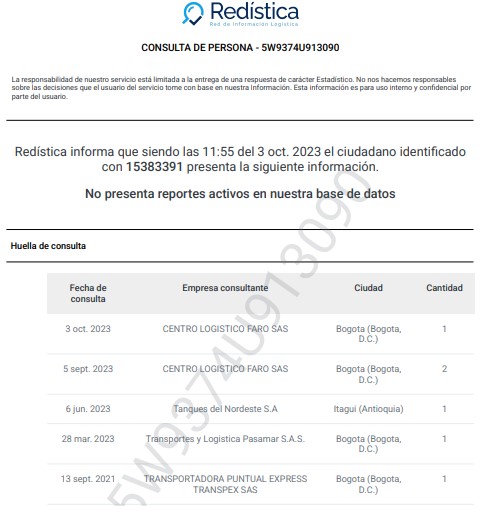 Redística
Red de Información Logística
CONSULTA DE PERSONA - 5W9374U913090
La responsabilidad de nuestro servicio está limitada a la entrega de una respuesta de carácter Estadístico. No nos hacemos responsables
sobre las decisiones que el usuario del servicio tome con base en nuestra Información. Esta información es para uso interno y confidencial por
parte del usuario.
Redística informa que siendo las 11:55 del 3 oct. 2023 el ciudadano identificado
con 15383391 presenta la siguiente información.
No presenta reportes activos en nuestra base de datos
Huella de consulta
Fecha de consulta Empresa consultante Ciudad Cantidad
3 oct. 2023 CENTRO LOGISTICO FARO SAS Bogota (Bogota, D.C.) 1
5 sept. 2023 CENTRO LOGISTICO FARO SAS Bogota (Bogota, D.C.) 2
6 jun. 2023 Tanques del Nordeste S.A Itagui (Antioquia) 1
28 mar. 2023 Transportes y Logistica Pasamar S.A.S. Bogota (Bogota, D.C.) 1
13 sept. 2021 TRANSPORTADORA PUNTUAL EXPRESS TRANSPEX SAS Bogota (Bogota, D.C.) 1
5W9374U913090